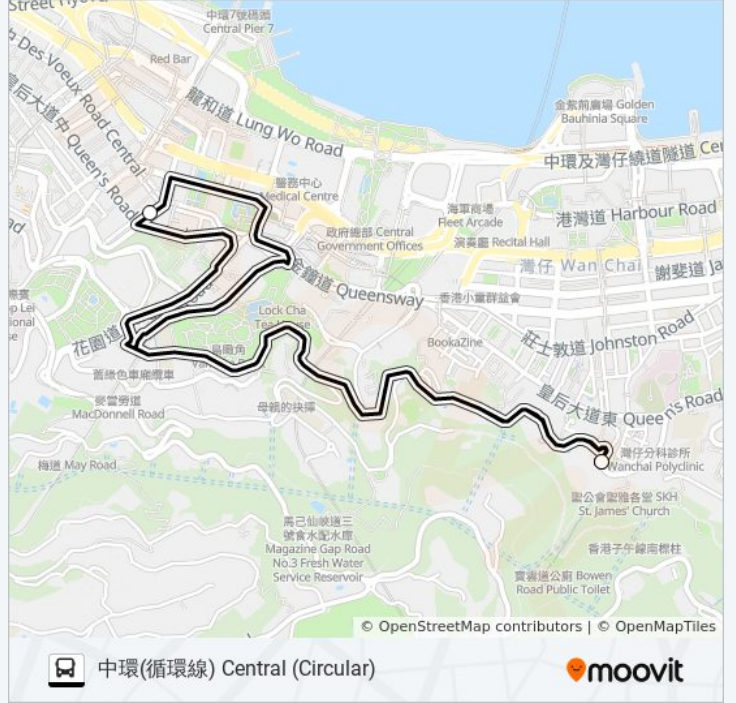 Street
中環7號碼頭
Central Pier 7
Des Voeux Road Central
Red Bar
皇后大道中 Queen's Road
龍和道 Lung Wo Road
金紫荊廣場 Golden
Bauhinia Square
中環及灣仔繞道隧道 Cen
醫務中心
Medical Centre
海軍商場
Fleet Arcade
港灣道 Harbour Road
政府總部 Central
Government Offices
演奏廳 Recital Hall
灣仔 Wan Chai
謝斐道 Ja
金鐘道 Queensway
香港小童群益會
Lock Cha
花園道
BookaZine
莊士敦道 Johnston Road
舊綠色車廂纜車
麥當勞道
MacDonnell Road
母親的抉擇
皇后大道東 Queen's Road
灣仔分科診所
Wanchai Polyclinic
梅道 May Road
聖公會聖雅各堂 SKH
St. James' Church
馬己仙峽道三
號食水配水庫
Magazine Gap Road
No.3 Fresh Water
Service Reservoir
香港子午線南標柱
寶雲道公廁 Bowen
Road Public Toilet
© OpenStreetMap contributors | © OpenMapTiles
中環(循環線) Central (Circular)
moovit